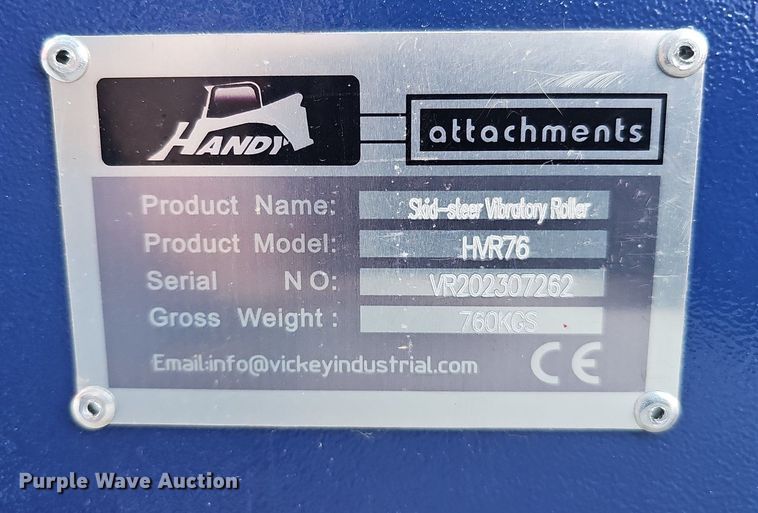 HANDY
attachments
Product Name: Skid-steer Vibratory Roller
Product Model: HVR76
Serial NO: VR202307262
Gross Weight: 760KGS
Email:info@vickeyindustrial.com CE
Purple Wave Auction